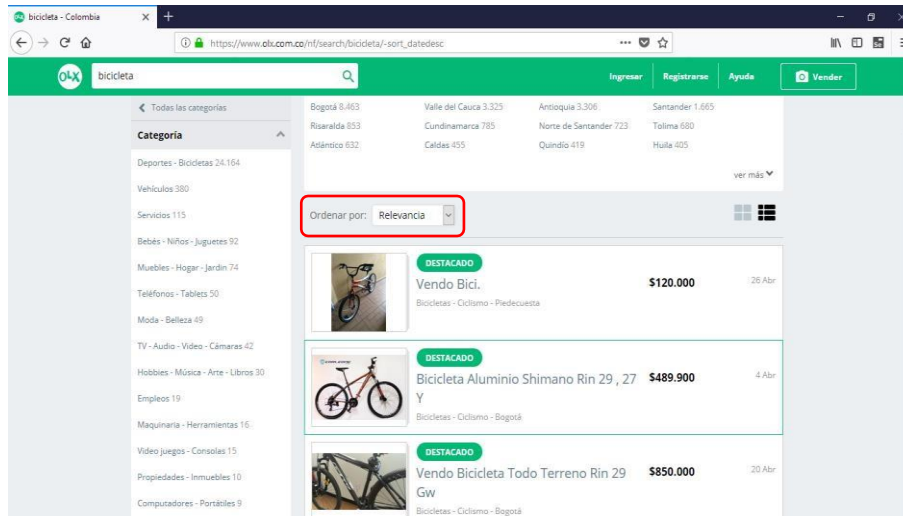 bicicleta - Colombia
https://www.olx.com.co/nf/search/bicicleta/-sort_datedesc
OLX
bicicleta
Ingresar
Registrarse
Ayuda
Vender
Todas las categorías
Categoría
Deportes - Bicicletas 24.164
Vehículos 380
Servicios 115
Bebés - Niños - Juguetes 92
Muebles - Hogar - Jardín 74
Teléfonos - Tablets 50
Moda - Belleza 49
TV - Audio - Video - Cámaras 42
Hobbies - Música - Arte - Libros 30
Empleos 19
Maquinaria - Herramientas 16
Video juegos - Consolas 15
Propiedades - Inmuebles 10
Computadores - Portátiles 9
Bogotá 8.463 Valle del Cauca 3.325 Antioquia 3.306 Santander 1.665
Risaralda 853 Cundinamarca 785 Norte de Santander 723 Tolima 680
Atlántico 632 Caldas 455 Quindío 419 Huila 405
ver más
Ordenar por: Relevancia
DESTACADO
Vendo Bici.
$120.000
26 Abr
Bicicletas - Ciclismo - Piedecuesta
DESTACADO
Bicicleta Aluminio Shimano Rin 29 , 27
Y
$489.900
4 Abr
Bicicletas - Ciclismo - Bogotá
DESTACADO
Vendo Bicicleta Todo Terreno Rin 29
Gw
$850.000
20 Abr
Bicicletas - Ciclismo - Bogotá